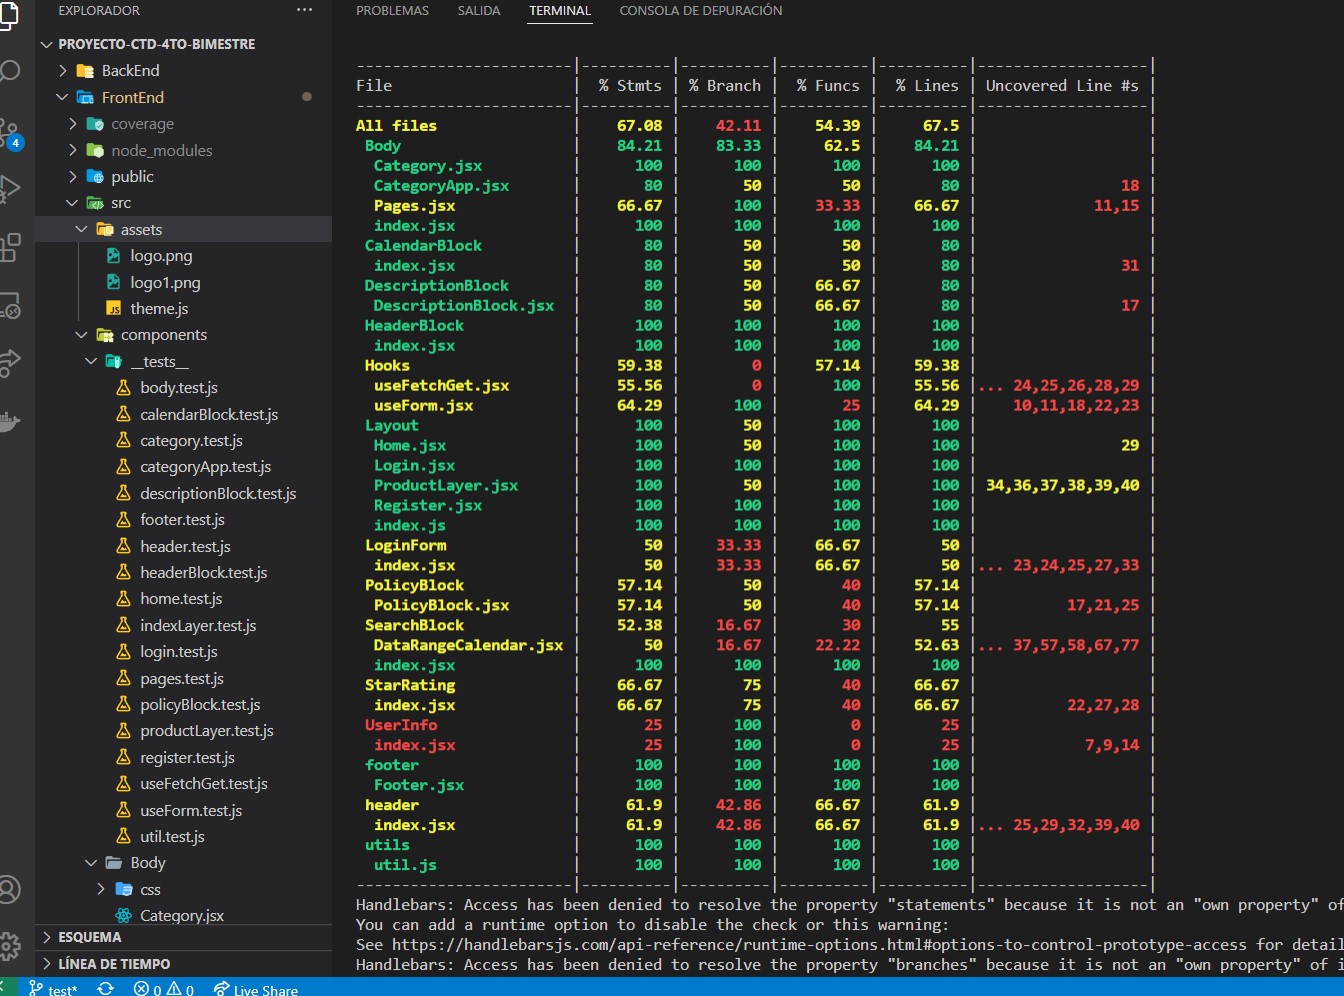 EXPLORADOR ...
PROYECTO-CTD-4TO-BIMESTRE
BackEnd
FrontEnd
coverage
4
node_modules
public
src
assets
logo.png
logo1.png
JS theme.js
components
__tests__
body.test.js
calendarBlock.test.js
category.test.js
categoryApp.test.js
descriptionBlock.test.js
footer.test.js
header.test.js
headerBlock.test.js
home.test.js
indexLayer.test.js
login.test.js
pages.test.js
policyBlock.test.js
productLayer.test.js
register.test.js
useFetchGet.test.js
useForm.test.js
util.test.js
Body
css
Category.jsx
ESQUEMA
LÍNEA DE TIEMPO
PROBLEMAS SALIDA TERMINAL CONSOLA DE DEPURACIÓN
------------------------|----------|----------|----------|----------|-------------------|
File | % Stmts | % Branch | % Funcs | % Lines | Uncovered Line #s |
------------------------|----------|----------|----------|----------|-------------------|
All files | 67.08 | 42.11 | 54.39 | 67.5 | |
Body | 84.21 | 83.33 | 62.5 | 84.21 | |
Category.jsx | 100 | 100 | 100 | 100 | |
CategoryApp.jsx | 80 | 50 | 50 | 80 | 18 |
Pages.jsx | 66.67 | 100 | 33.33 | 66.67 | 11,15 |
index.jsx | 100 | 100 | 100 | 100 | |
CalendarBlock | 80 | 50 | 50 | 80 | |
index.jsx | 80 | 50 | 50 | 80 | 31 |
DescriptionBlock | 80 | 50 | 66.67 | 80 | |
DescriptionBlock.jsx | 80 | 50 | 66.67 | 80 | 17 |
HeaderBlock | 100 | 100 | 100 | 100 | |
index.jsx | 100 | 100 | 100 | 100 | |
Hooks | 59.38 | 0 | 57.14 | 59.38 | |
useFetchGet.jsx | 55.56 | 0 | 100 | 55.56 |... 24,25,26,28,29 |
useForm.jsx | 64.29 | 100 | 25 | 64.29 | 10,11,18,22,23 |
Layout | 100 | 50 | 100 | 100 | |
Home.jsx | 100 | 50 | 100 | 100 | 29 |
Login.jsx | 100 | 100 | 100 | 100 | |
ProductLayer.jsx | 100 | 50 | 100 | 100 | 34,36,37,38,39,40 |
Register.jsx | 100 | 100 | 100 | 100 | |
index.js | 100 | 100 | 100 | 100 | |
LoginForm | 50 | 33.33 | 66.67 | 50 | |
index.jsx | 50 | 33.33 | 66.67 | 50 |... 23,24,25,27,33 |
PolicyBlock | 57.14 | 50 | 40 | 57.14 | |
PolicyBlock.jsx | 57.14 | 50 | 40 | 57.14 | 17,21,25 |
SearchBlock | 52.38 | 16.67 | 30 | 55 | |
DataRangeCalendar.jsx | 50 | 16.67 | 22.22 | 52.63 |... 37,57,58,67,77 |
index.jsx | 100 | 100 | 100 | 100 | |
StarRating | 66.67 | 75 | 40 | 66.67 | |
index.jsx | 66.67 | 75 | 40 | 66.67 | 22,27,28 |
UserInfo | 25 | 100 | 0 | 25 | |
index.jsx | 25 | 100 | 0 | 25 | 7,9,14 |
footer | 100 | 100 | 100 | 100 | |
Footer.jsx | 100 | 100 | 100 | 100 | |
header | 61.9 | 42.86 | 66.67 | 61.9 | |
index.jsx | 61.9 | 42.86 | 66.67 | 61.9 |... 25,29,32,39,40 |
utils | 100 | 100 | 100 | 100 | |
util.js | 100 | 100 | 100 | 100 | |
------------------------|----------|----------|----------|----------|-------------------|
Handlebars: Access has been denied to resolve the property "statements" because it is not an "own property" of
You can add a runtime option to disable the check or this warning:
See https://handlebarsjs.com/api-reference/runtime-options.html#options-to-control-prototype-access for detail
Handlebars: Access has been denied to resolve the property "branches" because it is not an "own property" of i
test* 0 0 Live Share